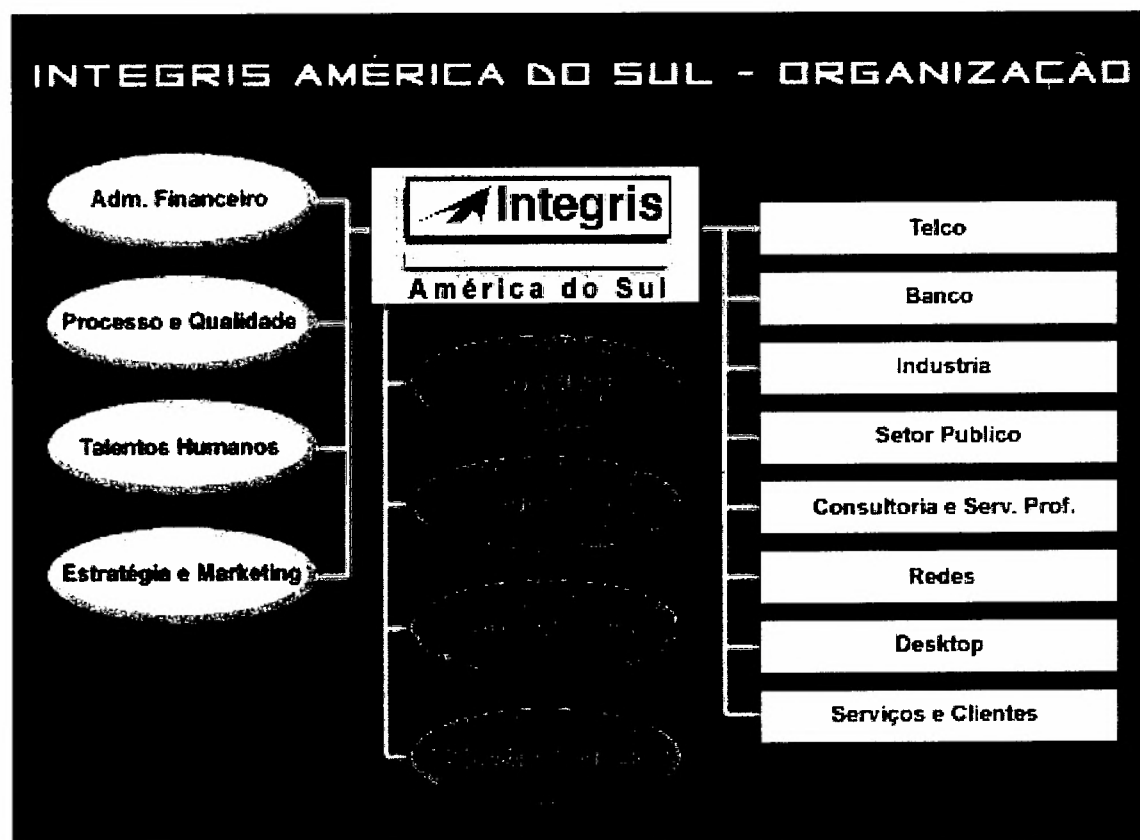 INTEGRIS AMÉRICA DO SUL - ORGANIZAÇÃO
Adm. Financeiro
Processo e Qualidade
Talentos Humanos
Estratégia e Marketing
Integris
América do Sul
Telco
Banco
Industria
Setor Publico
Consultoria e Serv. Prof.
Redes
Desktop
Serviços e Clientes